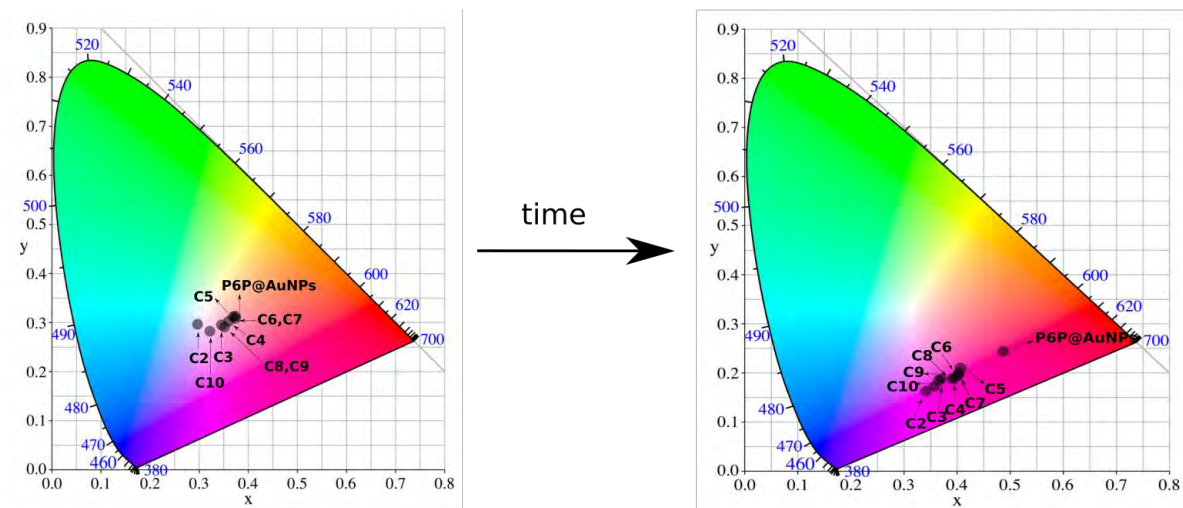 0.9
520
0.8
540
0.7
560
0.6
500
0.5
580
y
0.4
600
P6P@AuNPs
C5
620
0.3
C6,C7
490
C4
700
C2
C3
C8,C9
0.2
C10
480
0.1
470
460
0.0
380
0.0 0.1 0.2 0.3 0.4 0.5 0.6 0.7 0.8
x
time
0.9
520
0.8
540
0.7
560
0.6
500
0.5
580
y
0.4
600
620
0.3
P6P@AuNPs
700
490
C6
C8
0.2
C9
C10
C5
C7
480
C2
C3
C4
0.1
470
460
0.0
380
0.0 0.1 0.2 0.3 0.4 0.5 0.6 0.7 0.8
x